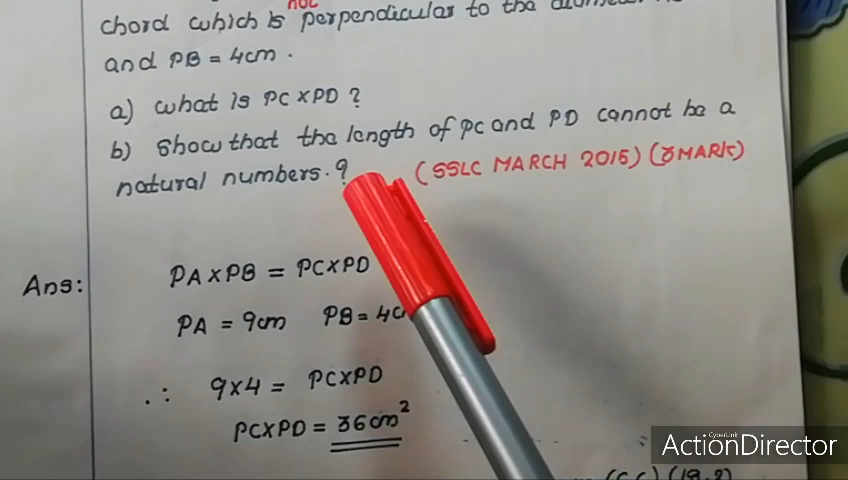 not
chord which is perpendicular to the
and PB = 4cm.
a) what is PC×PD ?
b) Show that the length of PC and PD cannot be a
natural numbers.?
(SSLC MARCH 2015) (3MARK)
Ans:
PA×PB = PC×PD
PA = 9cm PB = 4c
∴ 9×4 = PC×PD
PC×PD = 36cm²
CyberLink
ActionDirector